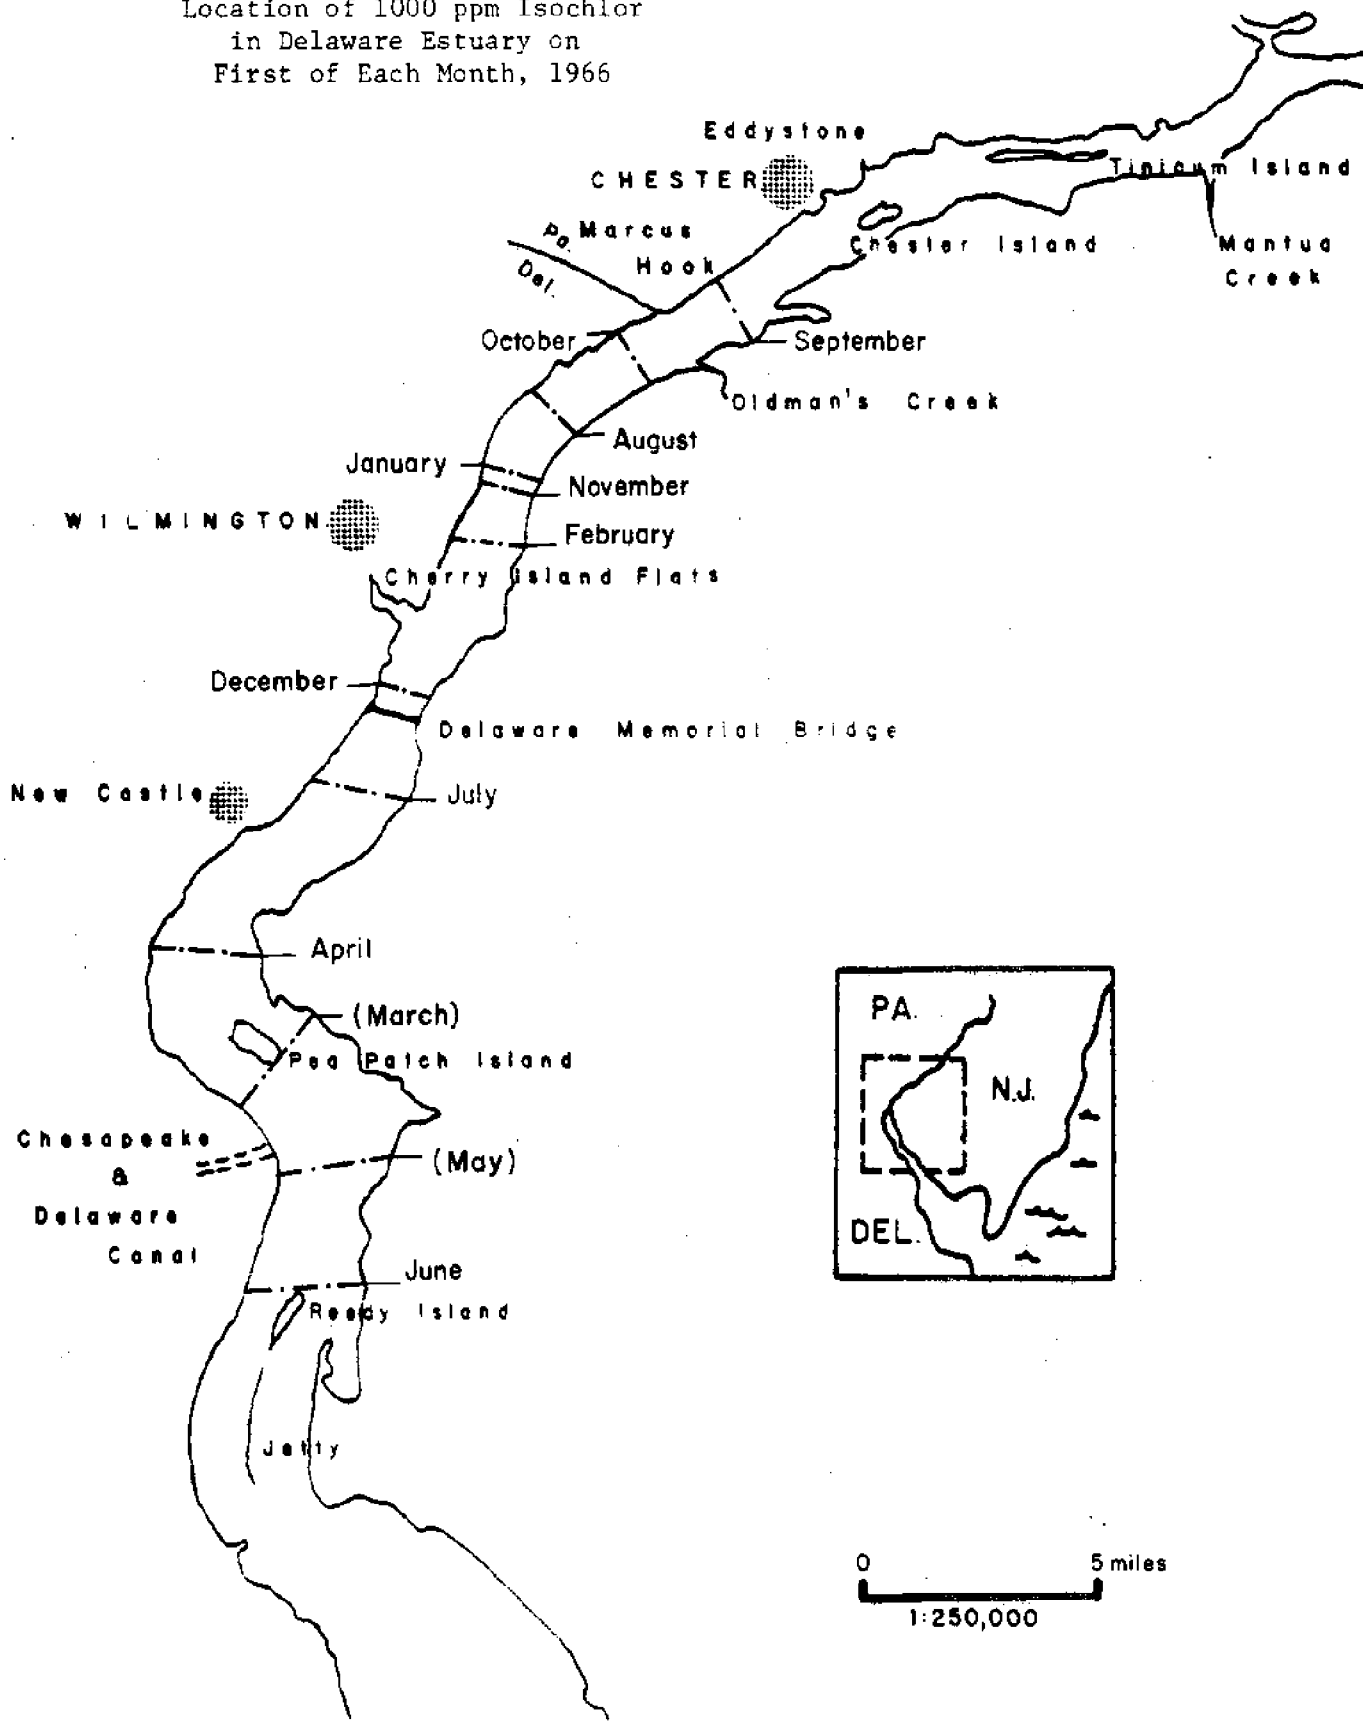 Location of 1000 ppm Isochlor
in Delaware Estuary on
First of Each Month, 1966
Eddystone
CHESTER
Tinicum Island
Pa.
Marcus
Hook
Del.
Chester Island
Mantua
Creek
October
September
Oldman's Creek
August
January
November
WILMINGTON
February
Cherry Island Flats
December
Delaware Memorial Bridge
New Castle
July
April
(March)
Pea Patch Island
Chesapeake
&
Delaware
Canal
(May)
June
Reedy Island
Jetty
PA.
N.J.
DEL.
0 5 miles
1:250,000